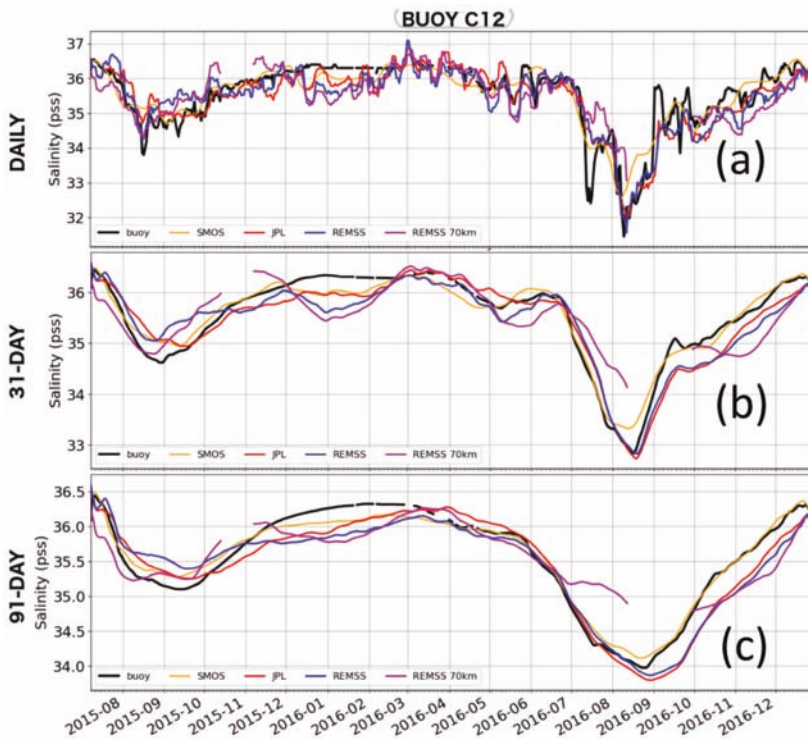 (BUOY C12)
DAILY
Salinity (pss)
37
36
35
34
33
32
(a)
buoy SMOS JPL REMSS REMSS 70km
31-DAY
Salinity (pss)
36
35
34
33
(b)
buoy SMOS JPL REMSS REMSS 70km
91-DAY
Salinity (pss)
36.5
36.0
35.5
35.0
34.5
34.0
(c)
buoy SMOS JPL REMSS REMSS 70km
2015-08 2015-09 2015-10 2015-11 2015-12 2016-01 2016-02 2016-03 2016-04 2016-05 2016-06 2016-07 2016-08 2016-09 2016-10 2016-11 2016-12